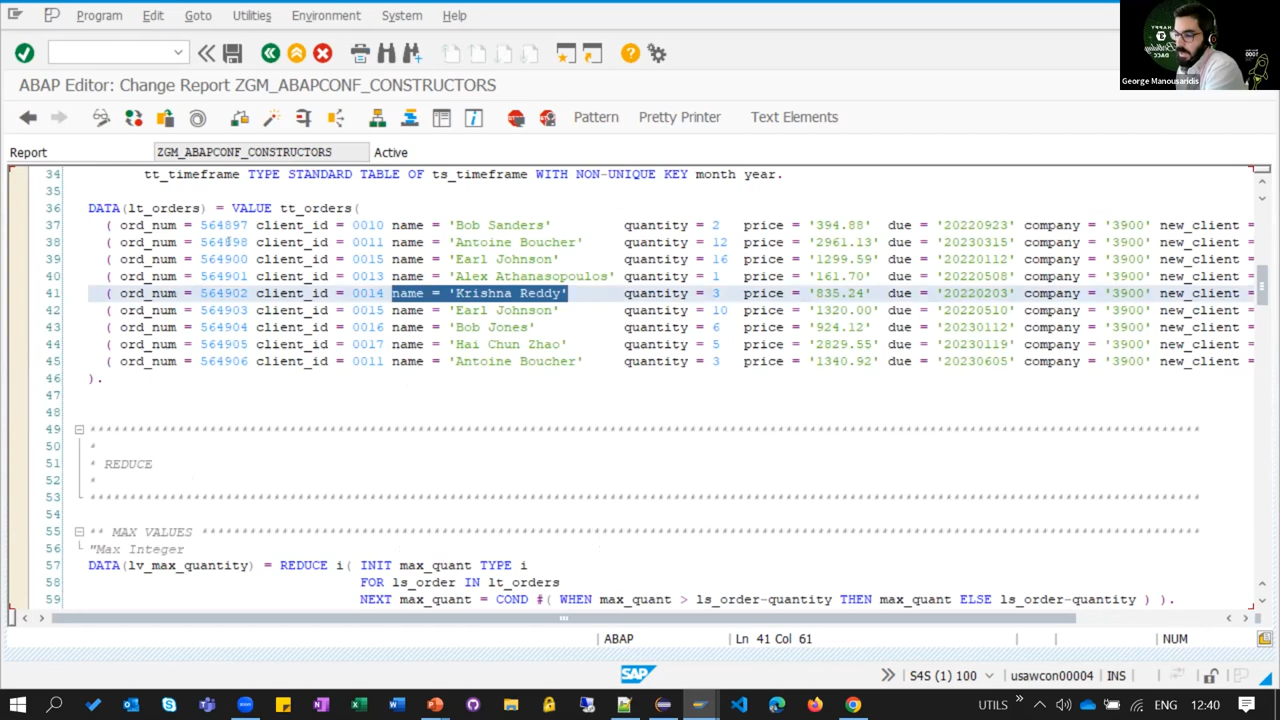 Program Edit Goto Utilities Environment System Help
HAPPY
Birthday
DACC
George Manousaridis
ABAP Editor: Change Report ZGM_ABAPCONF_CONSTRUCTORS
Pattern Pretty Printer Text Elements
Report ZGM_ABAPCONF_CONSTRUCTORS Active
34 tt_timeframe TYPE STANDARD TABLE OF ts_timeframe WITH NON-UNIQUE KEY month year.
35
36 DATA(lt_orders) = VALUE tt_orders(
37 ( ord_num = 564897 client_id = 0010 name = 'Bob Sanders' quantity = 2 price = '394.88' due = '20220923' company = '3900' new_client =
38 ( ord_num = 564898 client_id = 0011 name = 'Antoine Boucher' quantity = 12 price = '2961.13' due = '20230315' company = '3900' new_client =
39 ( ord_num = 564900 client_id = 0015 name = 'Earl Johnson' quantity = 16 price = '1299.59' due = '20220112' company = '3900' new_client =
40 ( ord_num = 564901 client_id = 0013 name = 'Alex Athanasopoulos' quantity = 1 price = '161.70' due = '20220508' company = '3900' new_client =
41 ( ord_num = 564902 client_id = 0014 name = 'Krishna Reddy' quantity = 3 price = '835.24' due = '20220203' company = '3900' new_client =
42 ( ord_num = 564903 client_id = 0015 name = 'Earl Johnson' quantity = 10 price = '1320.00' due = '20220510' company = '3900' new_client =
43 ( ord_num = 564904 client_id = 0016 name = 'Bob Jones' quantity = 6 price = '924.12' due = '20230112' company = '3900' new_client =
44 ( ord_num = 564905 client_id = 0017 name = 'Hai Chun Zhao' quantity = 5 price = '2829.55' due = '20230119' company = '3900' new_client =
45 ( ord_num = 564906 client_id = 0011 name = 'Antoine Boucher' quantity = 3 price = '1340.92' due = '20230605' company = '3900' new_client =
46 ).
47
48
49
50 *
51 * REDUCE
52 *
53
54
55 ** MAX VALUES
56 "Max Integer
57 DATA(lv_max_quantity) = REDUCE i( INIT max_quant TYPE i
58 FOR ls_order IN lt_orders
59 NEXT max_quant = COND #( WHEN max_quant > ls_order-quantity THEN max_quant ELSE ls_order-quantity ) ).
ABAP Ln 41 Col 61 NUM
SAP S4S (1) 100 usawcon00004 INS
UTILS ENG 12:40